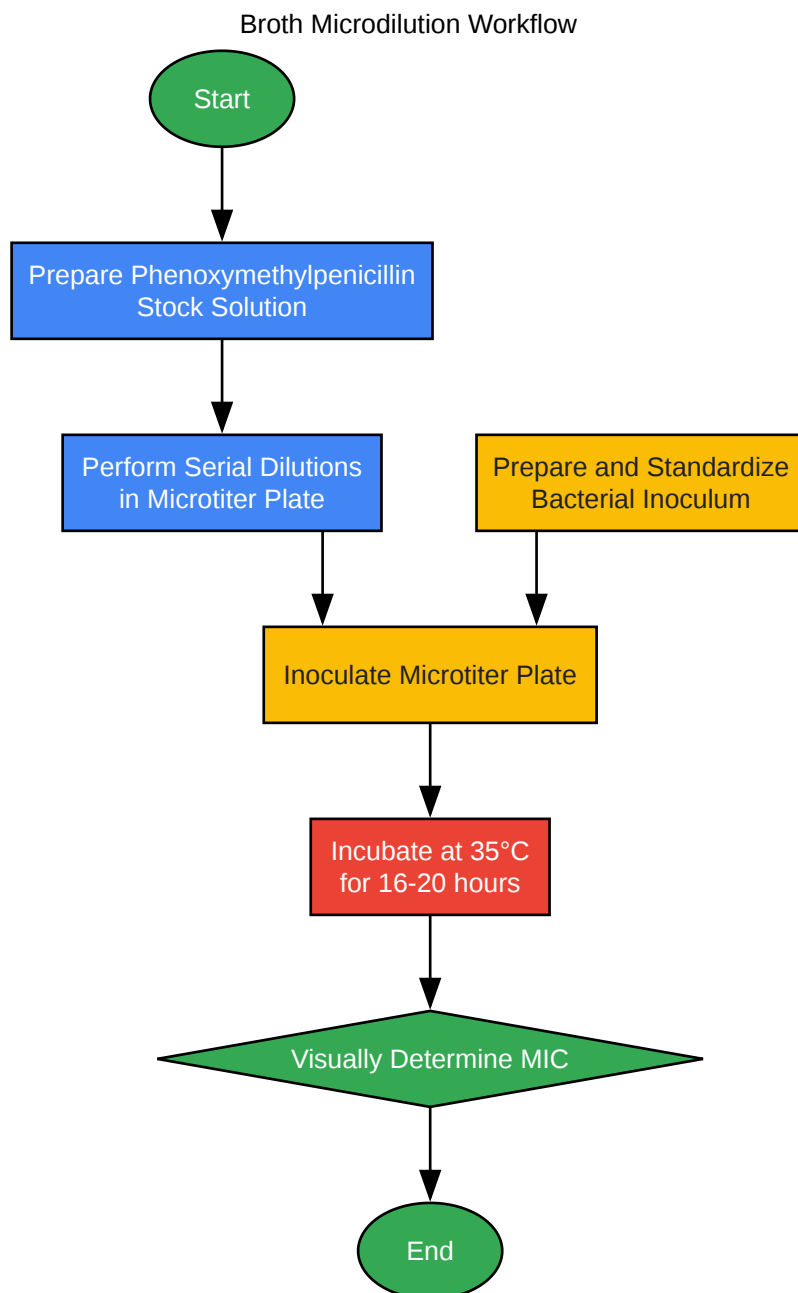 Broth Microdilution Workflow
Start
Prepare Phenoxymethylpenicillin
Stock Solution
Perform Serial Dilutions
in Microtiter Plate
Prepare and Standardize
Bacterial Inoculum
Inoculate Microtiter Plate
Incubate at 35°C
for 16-20 hours
Visually Determine MIC
End